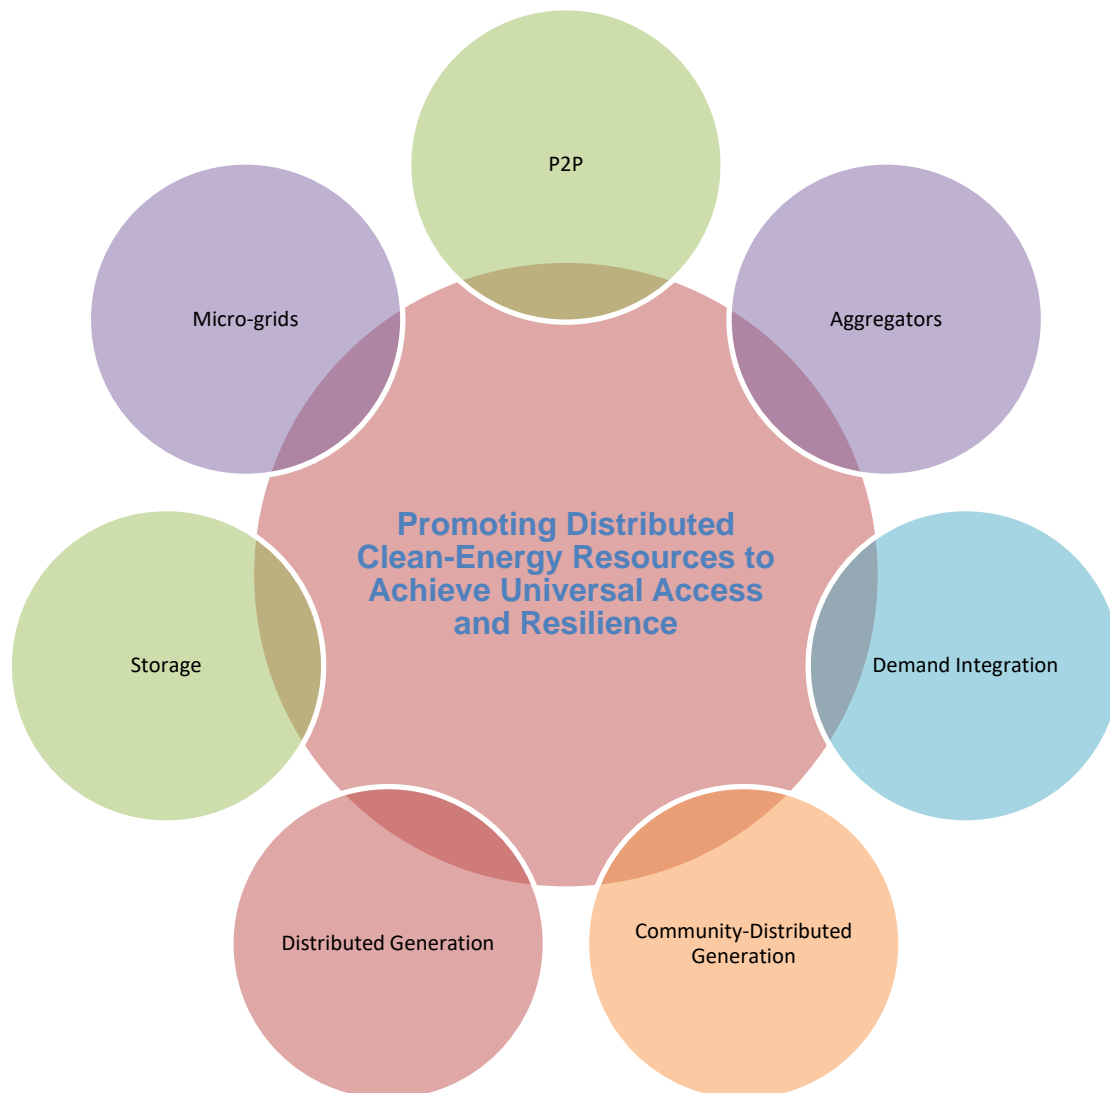 P2P
Micro-grids
Aggregators
Promoting Distributed
Clean-Energy Resources to
Achieve Universal Access
and Resilience
Storage
Demand Integration
Distributed Generation
Community-Distributed
Generation